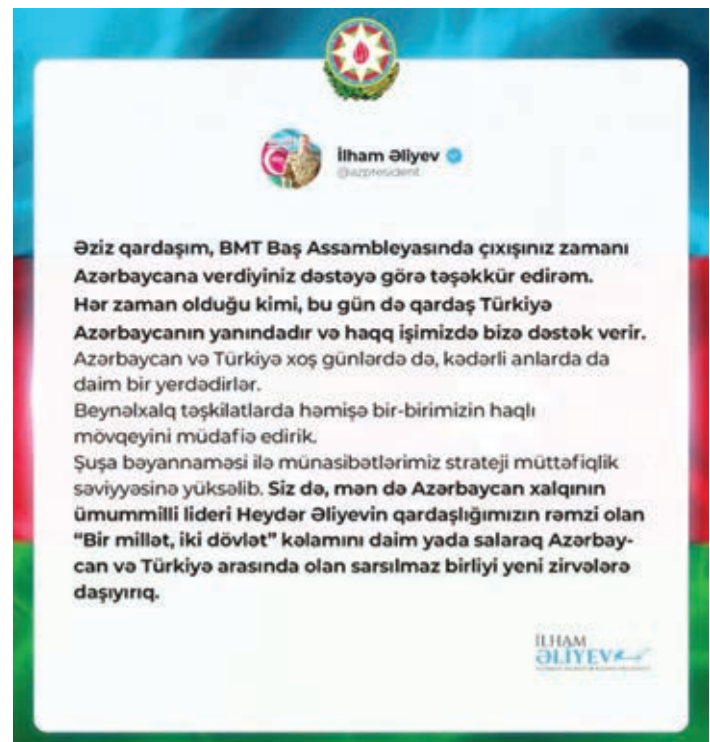 İlham Əliyev
@azpresident
Əziz qardaşım, BMT Baş Assambleyasında çıxışınız zamanı
Azərbaycana verdiyiniz dəstəyə görə təşəkkür edirəm.
Hər zaman olduğu kimi, bu gün də qardaş Türkiyə
Azərbaycanın yanındadır və haqq işimizdə bizə dəstək verir.
Azərbaycan və Türkiyə xoş günlərdə də, kədərli anlarda da
daim bir yerdədirlər.
Beynəlxalq təşkilatlarda həmişə bir-birimizin haqlı
mövqeyini müdafiə edirik.
Şuşa bəyannaməsi ilə münasibətlərimiz strateji müttəfiqlik
səviyyəsinə yüksəlib. Siz də, mən də Azərbaycan xalqının
ümummilli lideri Heydər Əliyevin qardaşlığımızın rəmzi olan
“Bir millət, iki dövlət” kəlamını daim yada salaraq Azərbay-
can və Türkiyə arasında olan sarsılmaz birliyi yeni zirvələrə
daşıyırıq.
İLHAM
ƏLİYEV